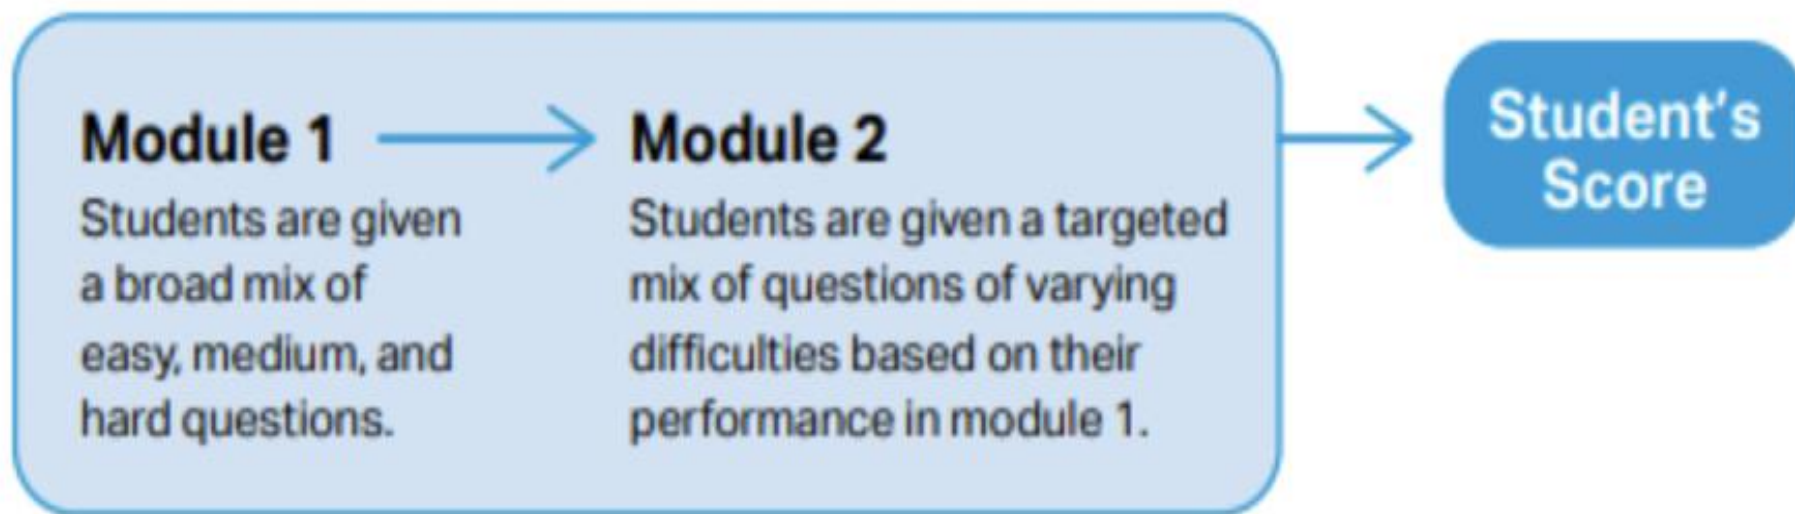 Module 1
Students are given
a broad mix of
easy, medium, and
hard questions.
Module 2
Students are given a targeted
mix of questions of varying
difficulties based on their
performance in module 1.
Student's
Score